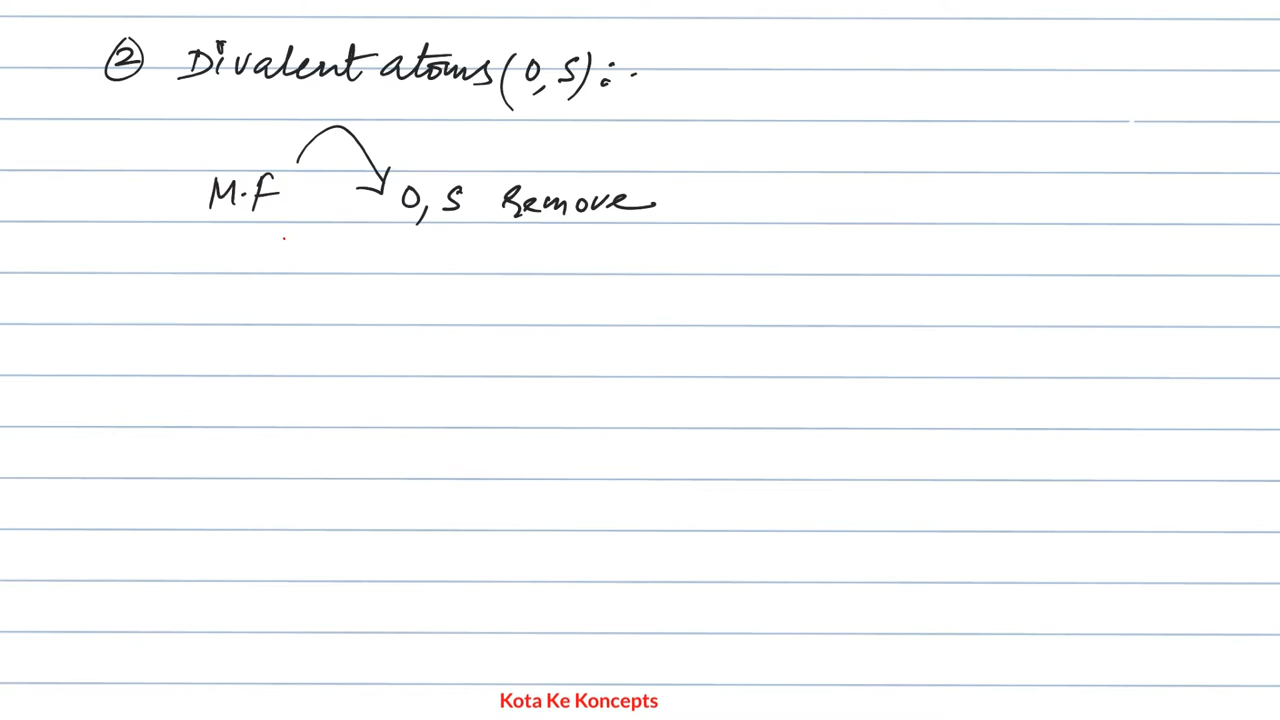 ② Divalent atoms (O, S) :-
M.F → O, S Remove
Kota Ke Koncepts